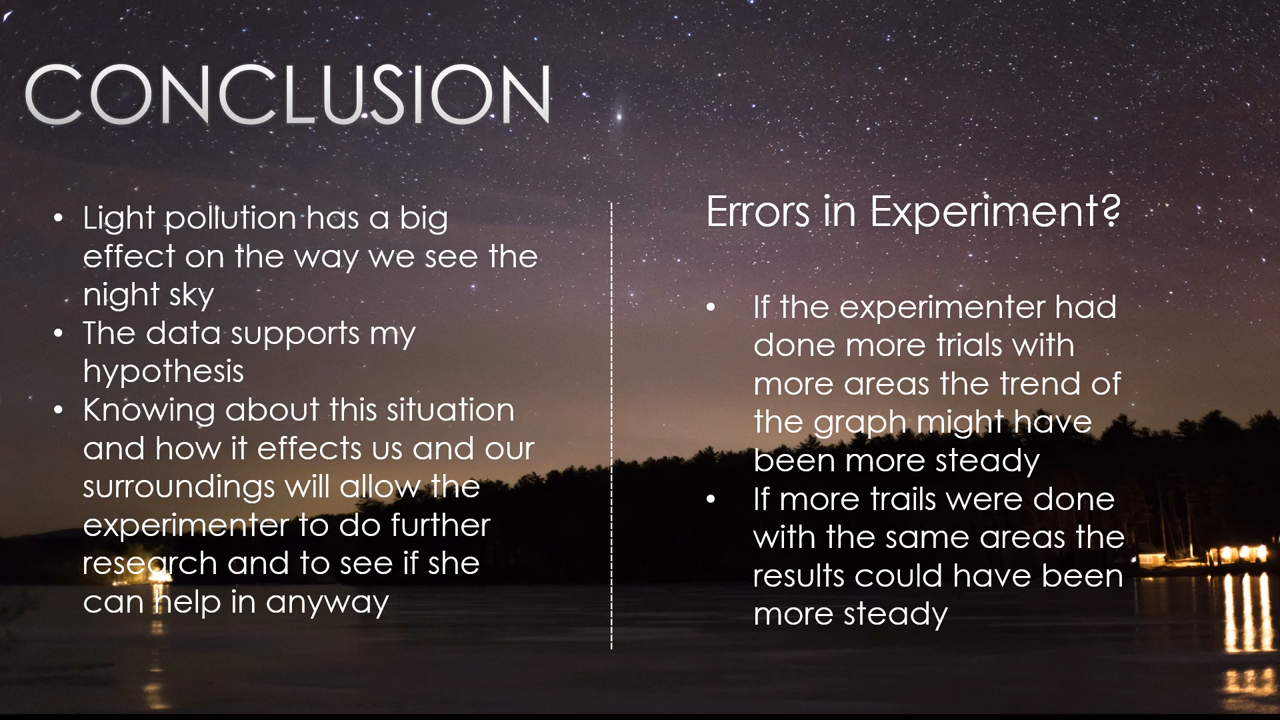 CONCLUSION
• Light pollution has a big
effect on the way we see the
night sky
• The data supports my
hypothesis
• Knowing about this situation
and how it effects us and our
surroundings will allow the
experimenter to do further
research and to see if she
can help in anyway
Errors in Experiment?
• If the experimenter had
done more trials with
more areas the trend of
the graph might have
been more steady
• If more trails were done
with the same areas the
results could have been
more steady